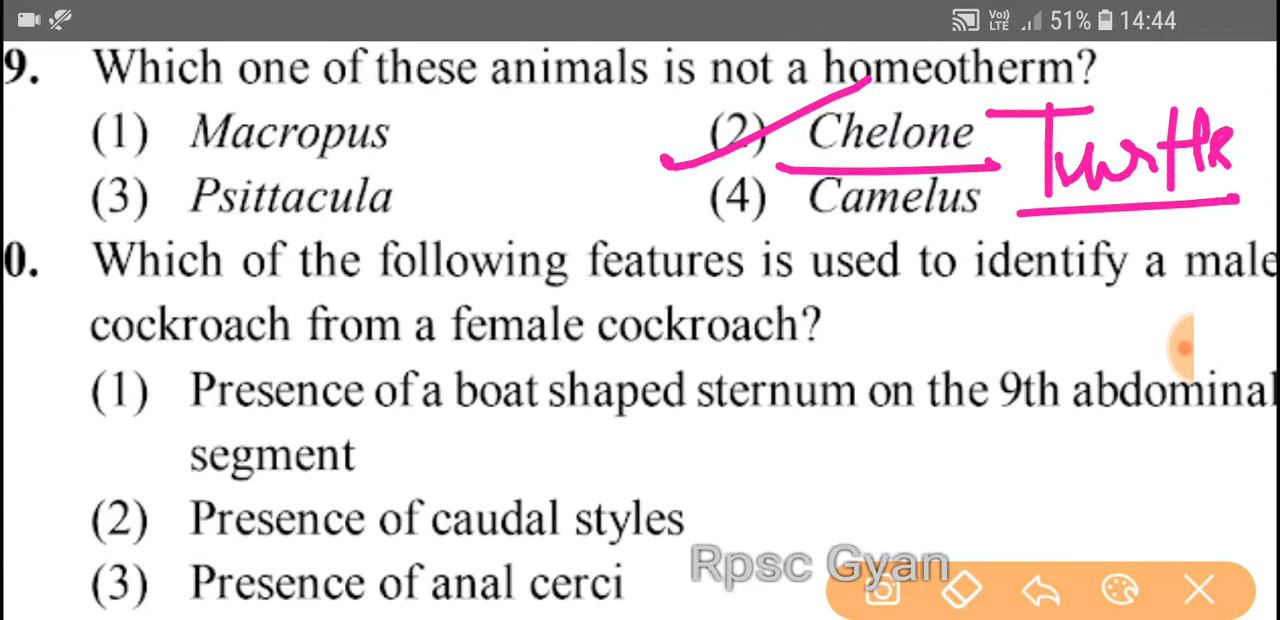 Vo))
LTE 51% 14:44
9. Which one of these animals is not a homeotherm?
(1) Macropus (2) Chelone Turtle
(3) Psittacula (4) Camelus
0. Which of the following features is used to identify a male
cockroach from a female cockroach?
(1) Presence of a boat shaped sternum on the 9th abdominal
segment
(2) Presence of caudal styles
(3) Presence of anal cerci
Rpsc Gyan